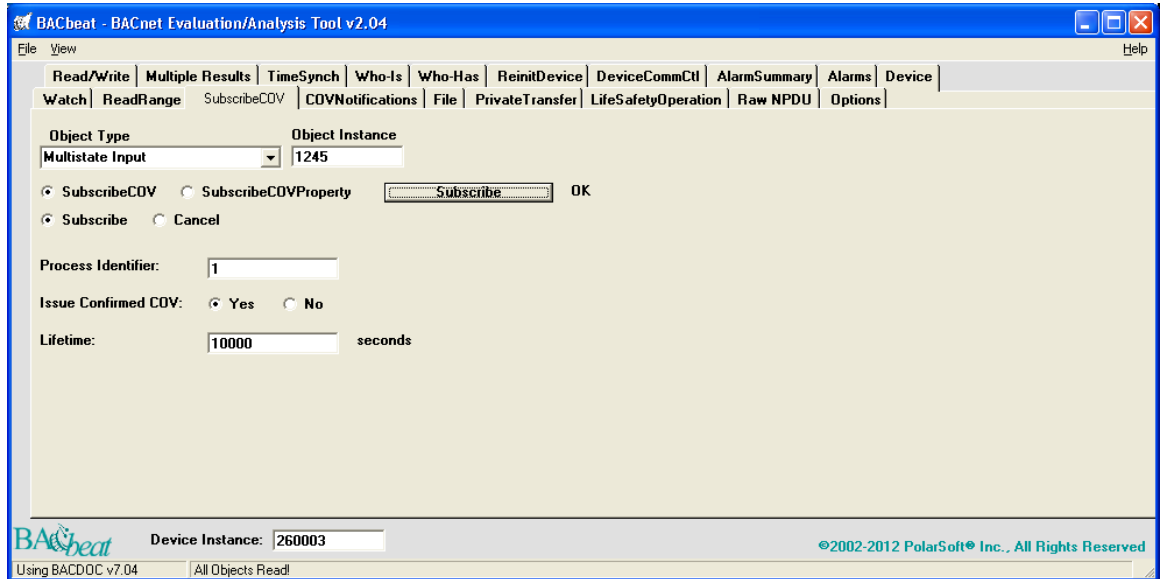 BACbeat - BACnet Evaluation/Analysis Tool v2.04
File View Help
Read/Write Multiple Results TimeSynch Who-Is Who-Has ReinitDevice DeviceCommCtl AlarmSummary Alarms Device
Watch ReadRange SubscribeCOV COVNotifications File PrivateTransfer LifeSafetyOperation Raw NPDU Options
Object Type Object Instance
Multistate Input 1245
SubscribeCOV SubscribeCOVProperty Subscribe OK
Subscribe Cancel
Process Identifier: 1
Issue Confirmed COV: Yes No
Lifetime: 10000 seconds
BACbeat Device Instance: 260003
©2002-2012 PolarSoft® Inc., All Rights Reserved
Using BACDOC v7.04 All Objects Read!